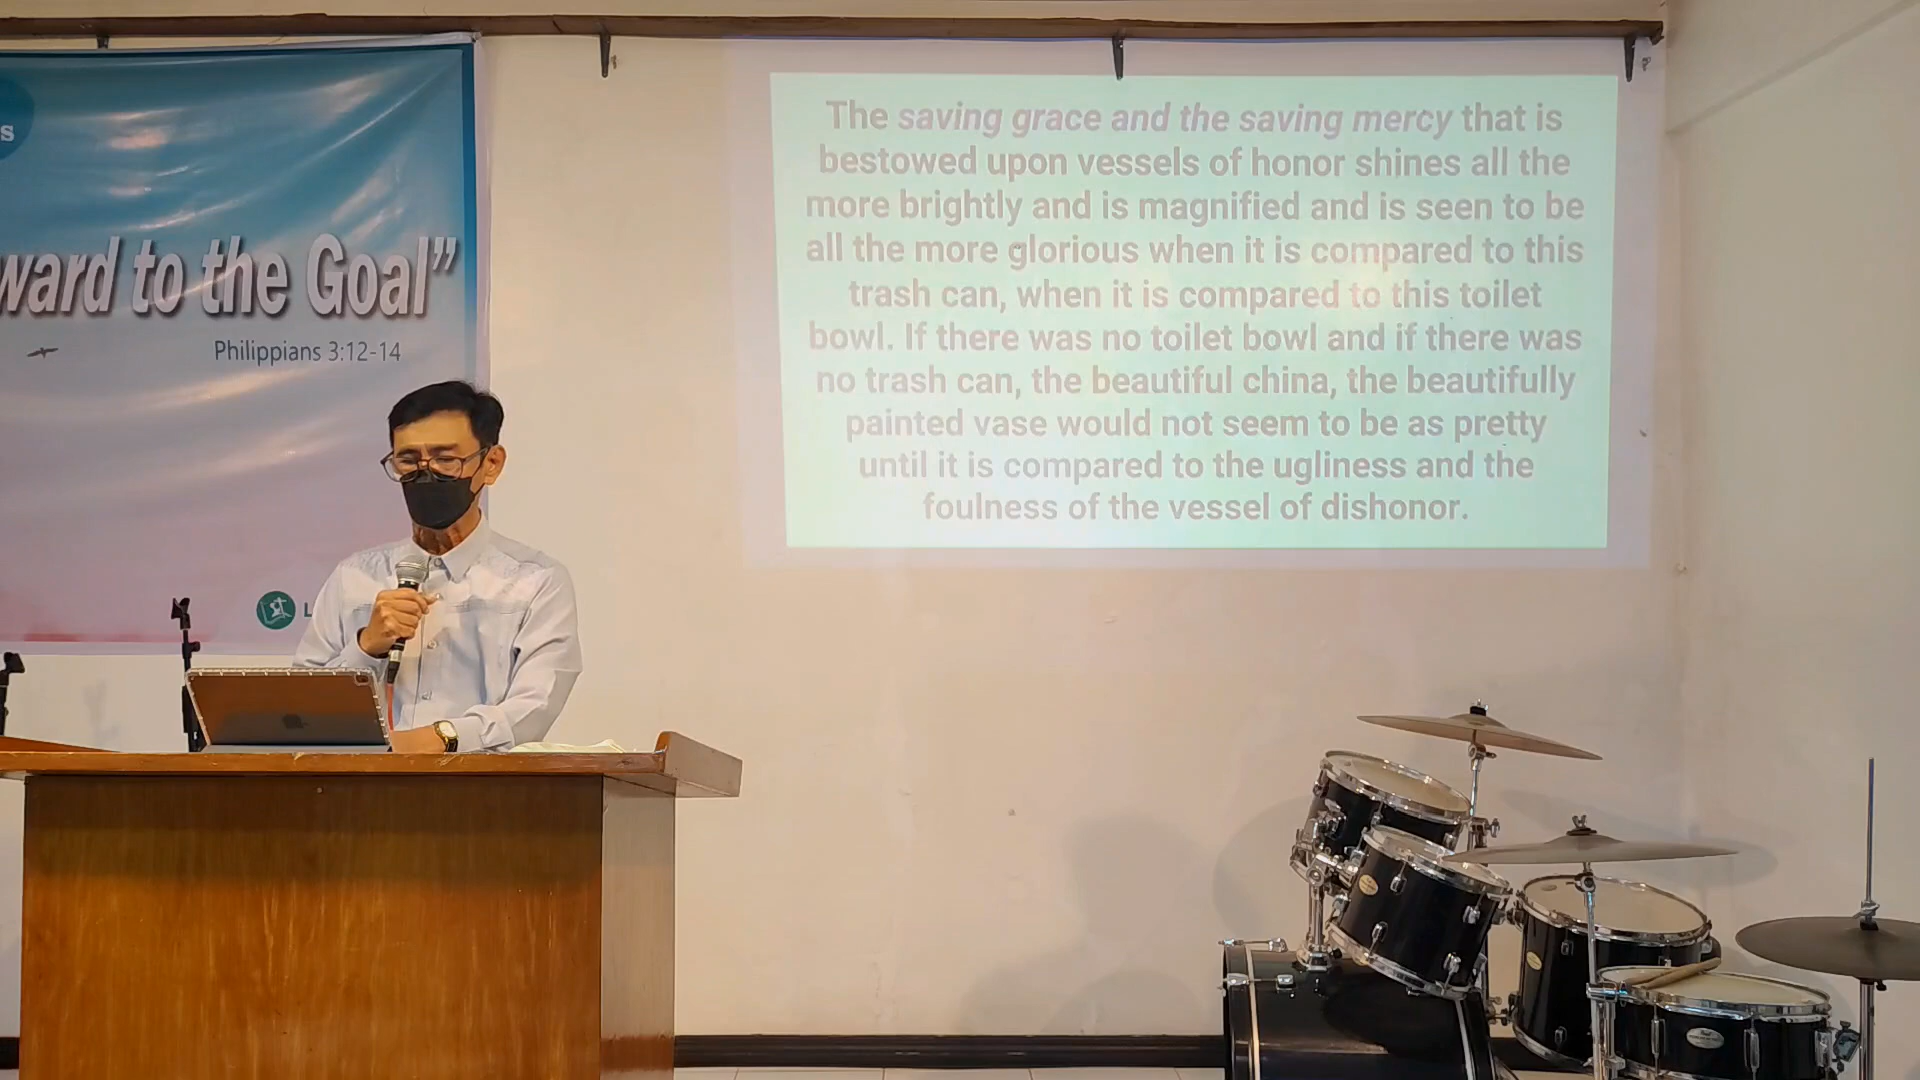 s
ward to the Goal”
Philippians 3:12-14
L
The saving grace and the saving mercy that is
bestowed upon vessels of honor shines all the
more brightly and is magnified and is seen to be
all the more glorious when it is compared to this
trash can, when it is compared to this toilet
bowl. If there was no toilet bowl and if there was
no trash can, the beautiful china, the beautifully
painted vase would not seem to be as pretty
until it is compared to the ugliness and the
foulness of the vessel of dishonor.